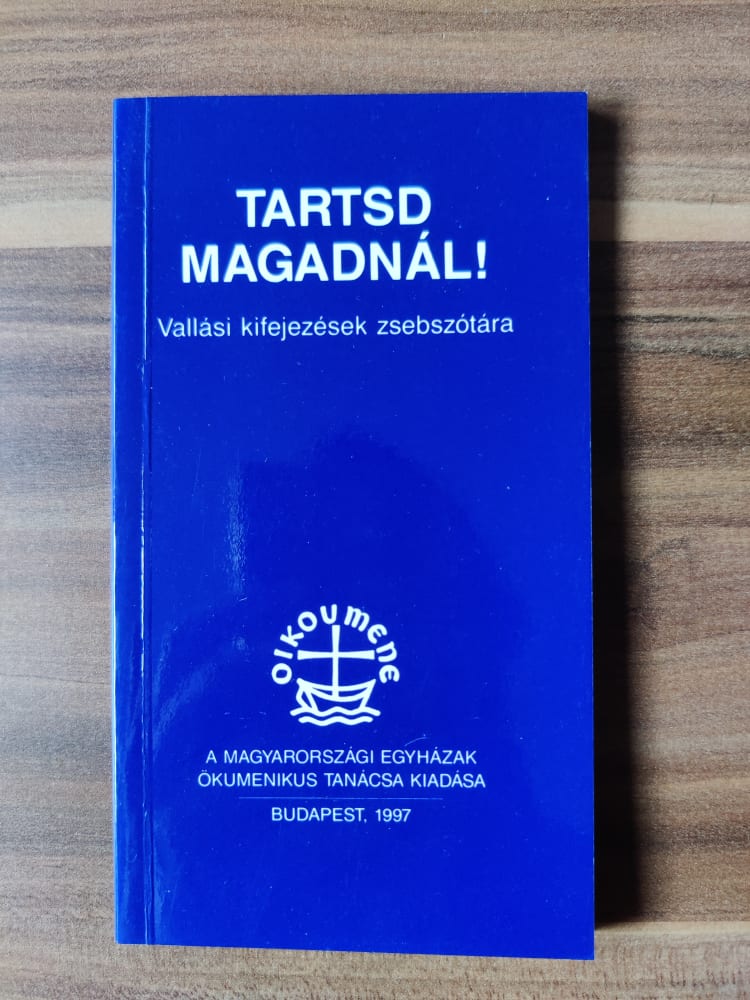 TARTSD
MAGADNÁL!
Vallási kifejezések zsebszótára
OIKOUMENE
A MAGYARORSZÁGI EGYHÁZAK
ÖKUMENIKUS TANÁCSA KIADÁSA
BUDAPEST, 1997